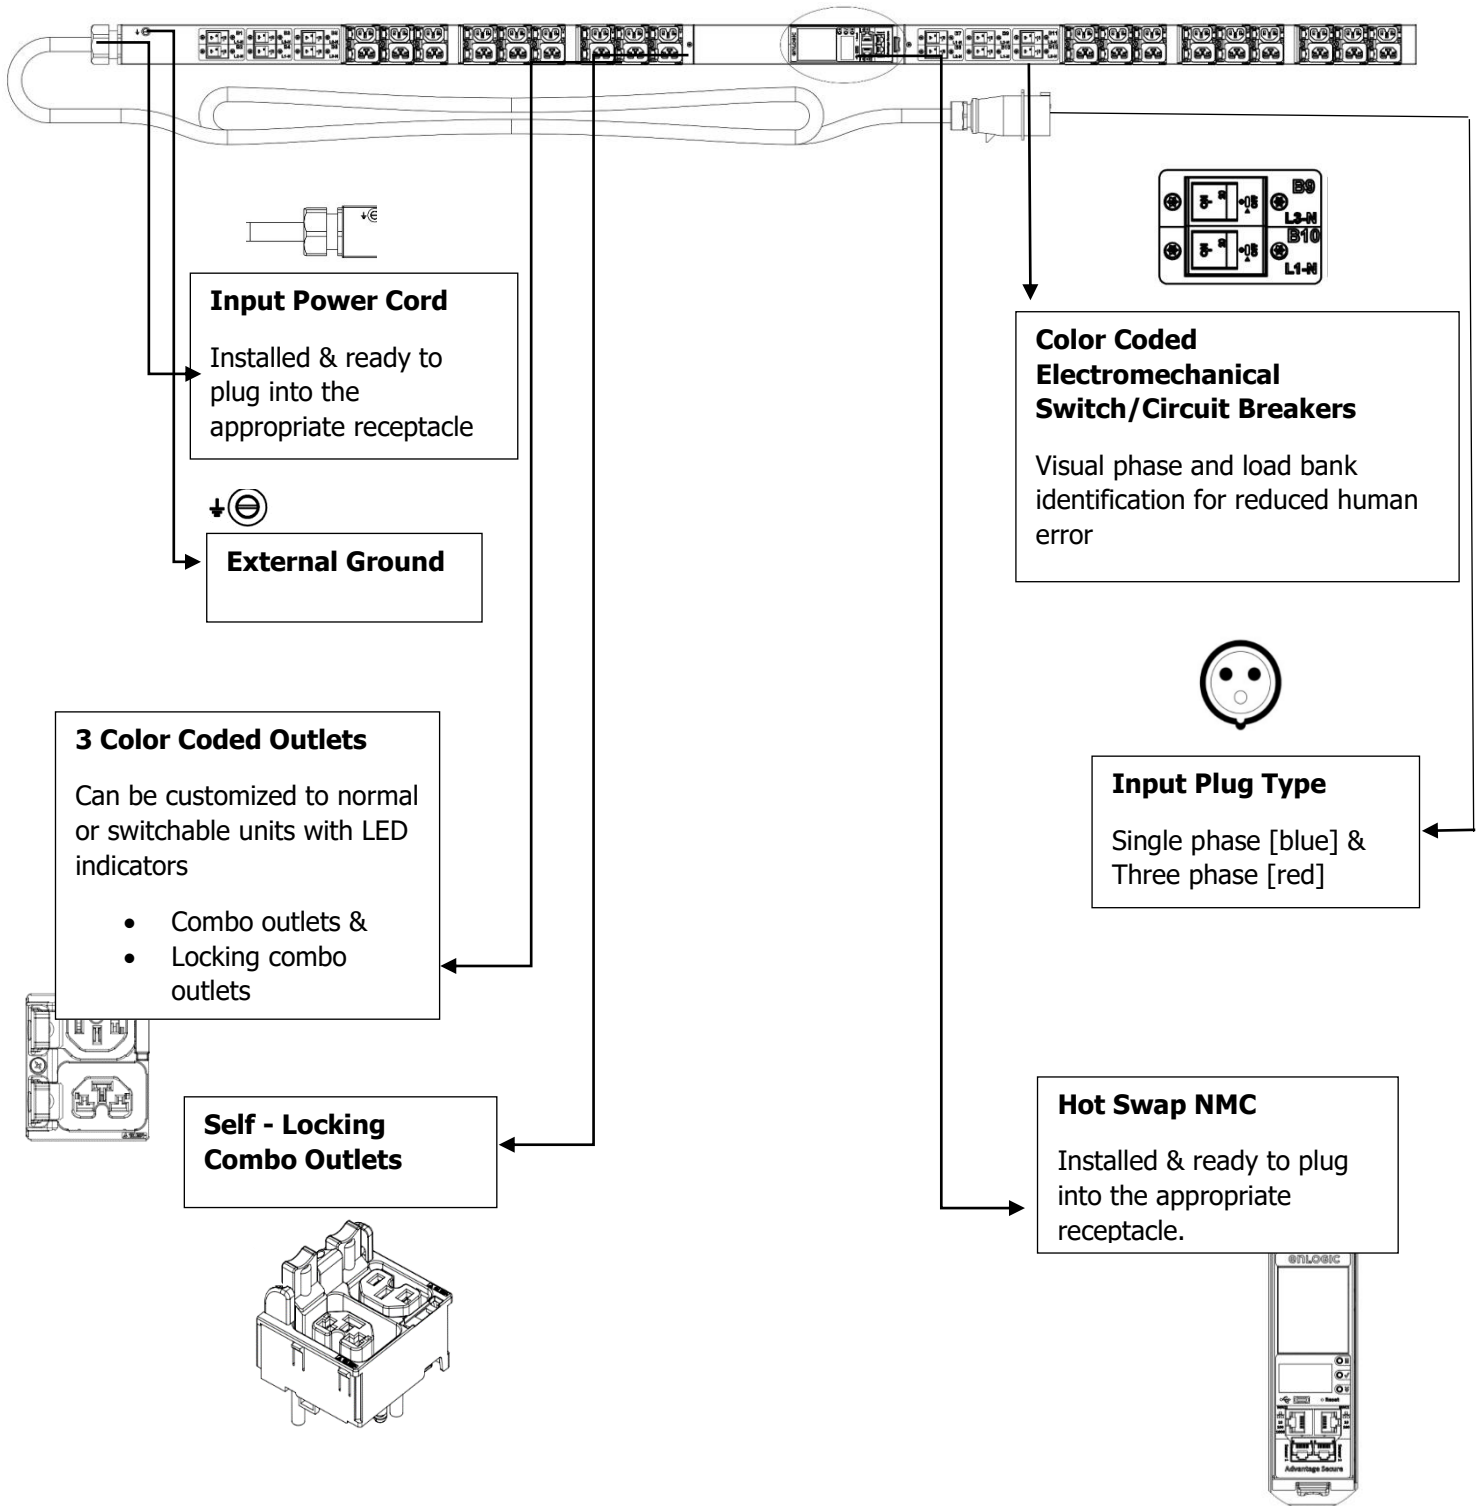 B9
L3-N
B10
L1-N
Input Power Cord
Installed & ready to
plug into the
appropriate receptacle
External Ground
Color Coded
Electromechanical
Switch/Circuit Breakers
Visual phase and load bank
identification for reduced human
error
3 Color Coded Outlets
Can be customized to normal
or switchable units with LED
indicators
• Combo outlets &
• Locking combo
outlets
Input Plug Type
Single phase [blue] &
Three phase [red]
Self - Locking
Combo Outlets
Hot Swap NMC
Installed & ready to plug
into the appropriate
receptacle.
enLOGIC
Reset
Advantage Secure